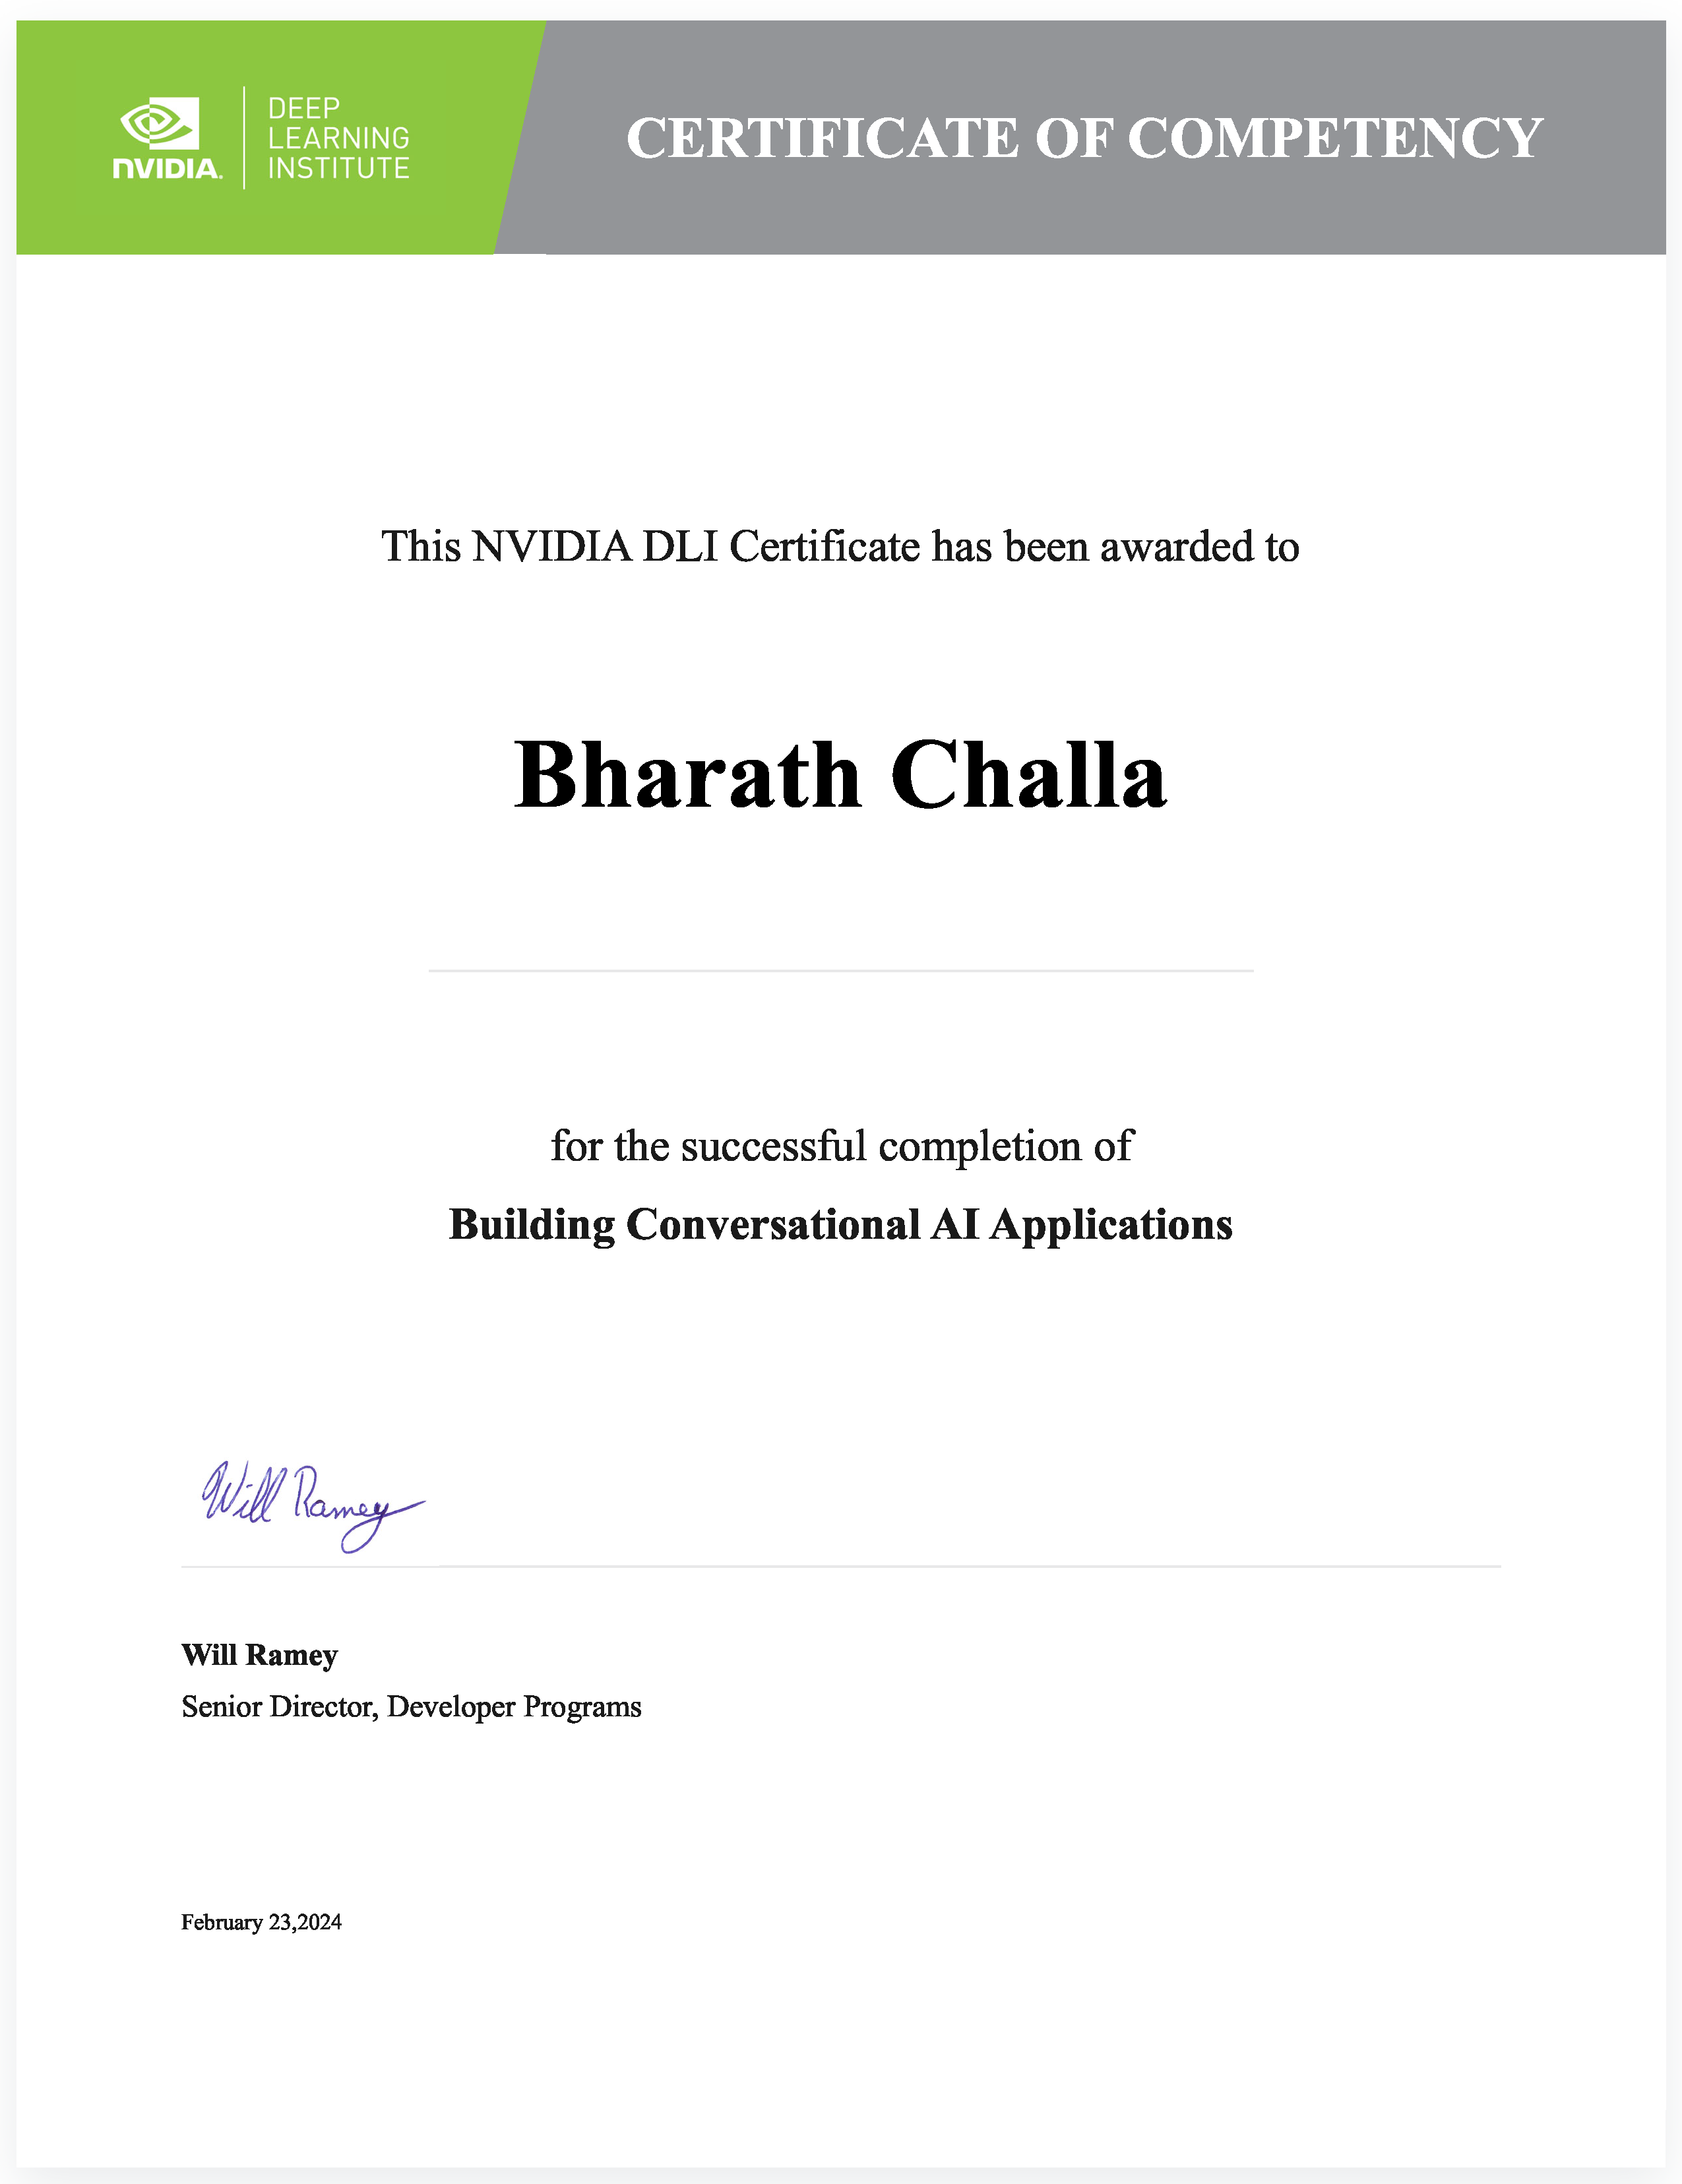 NVIDIA.
DEEP
LEARNING
INSTITUTE
CERTIFICATE OF COMPETENCY
This NVIDIA DLI Certificate has been awarded to
Bharath Challa
for the successful completion of
Building Conversational AI Applications
Will Ramey
Will Ramey
Senior Director, Developer Programs
February 23,2024